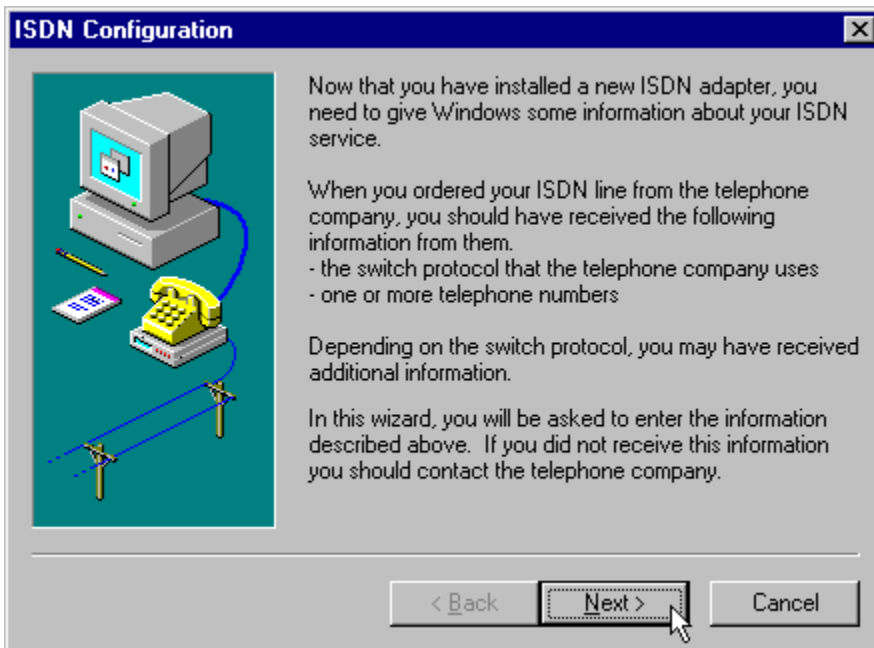 ISDN Configuration
Now that you have installed a new ISDN adapter, you
need to give Windows some information about your ISDN
service.
When you ordered your ISDN line from the telephone
company, you should have received the following
information from them.
- the switch protocol that the telephone company uses
- one or more telephone numbers
Depending on the switch protocol, you may have received
additional information.
In this wizard, you will be asked to enter the information
described above.  If you did not receive this information
you should contact the telephone company.
< Back
Next >
Cancel